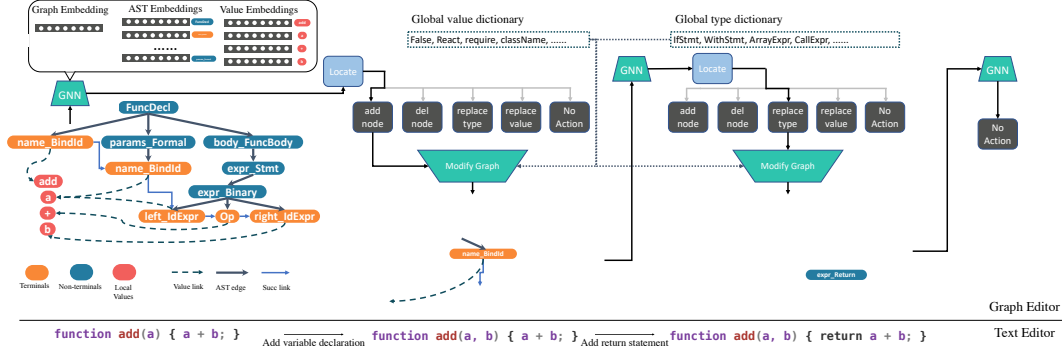 Graph Embedding
AST Embeddings
Value Embeddings
add
......
GNN
Locate
Global value dictionary
False, React, require, className, ......
Global type dictionary
IfStmt, WithStmt, ArrayExpr, CallExpr, ......
GNN
Locate
GNN
add node
del node
replace type
replace value
No Action
add node
del node
replace type
replace value
No Action
No Action
Modify Graph
Modify Graph
FuncDecl
name_BindId
params_Formal
body_FuncBody
name_BindId
expr_Stmt
add
a
expr_Binary
+
left_IdExpr
Op
right_IdExpr
b
name_BindId
expr_Return
Terminals
Non-terminals
Local Values
Value link
AST edge
Succ link
Graph Editor
function add(a) { a + b; }
Add variable declaration
function add(a, b) { a + b; }
Add return statement
function add(a, b) { return a + b; }
Text Editor